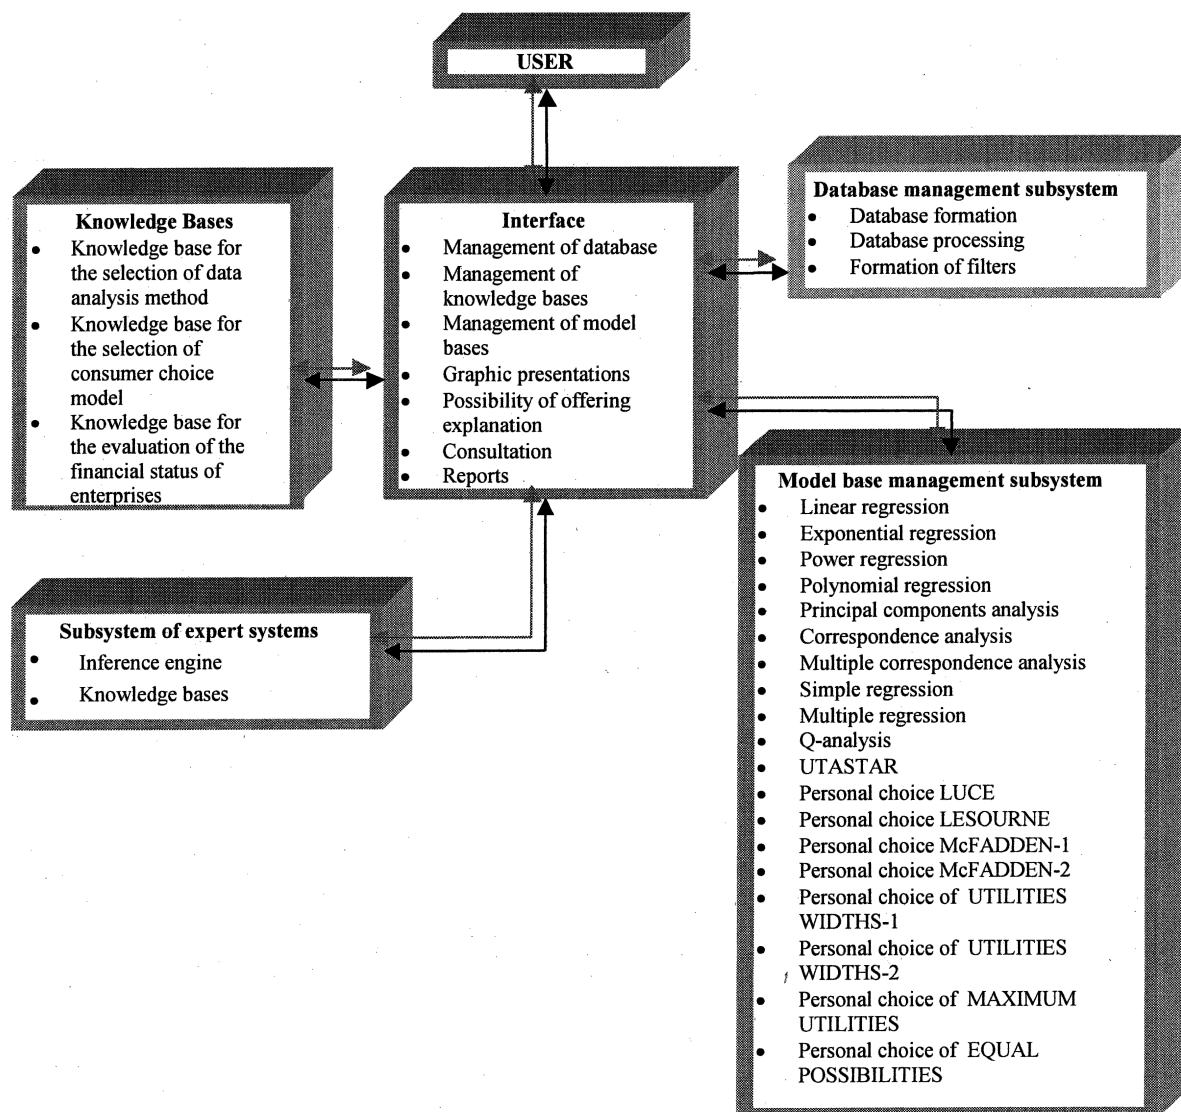 USER
Knowledge Bases
• Knowledge base for
the selection of data
analysis method
• Knowledge base for
the selection of
consumer choice
model
• Knowledge base for
the evaluation of the
financial status of
enterprises
Interface
• Management of database
• Management of
knowledge bases
• Management of model
bases
• Graphic presentations
• Possibility of offering
explanation
• Consultation
• Reports
Database management subsystem
• Database formation
• Database processing
• Formation of filters
Subsystem of expert systems
• Inference engine
• Knowledge bases
Model base management subsystem
• Linear regression
• Exponential regression
• Power regression
• Polynomial regression
• Principal components analysis
• Correspondence analysis
• Multiple correspondence analysis
• Simple regression
• Multiple regression
• Q-analysis
• UTASTAR
• Personal choice LUCE
• Personal choice LESOURNE
• Personal choice McFADDEN-1
• Personal choice McFADDEN-2
• Personal choice of UTILITIES
WIDTHS-1
• Personal choice of UTILITIES
WIDTHS-2
• Personal choice of MAXIMUM
UTILITIES
• Personal choice of EQUAL
POSSIBILITIES